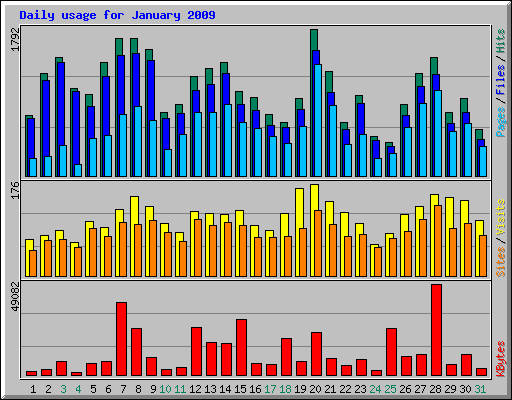 Daily usage for January 2009
1792
Pages / Files / Hits
176
Sites / Visits
49082
KBytes
1 2 3 4 5 6 7 8 9 10 11 12 13 14 15 16 17 18 19 20 21 22 23 24 25 26 27 28 29 30 31